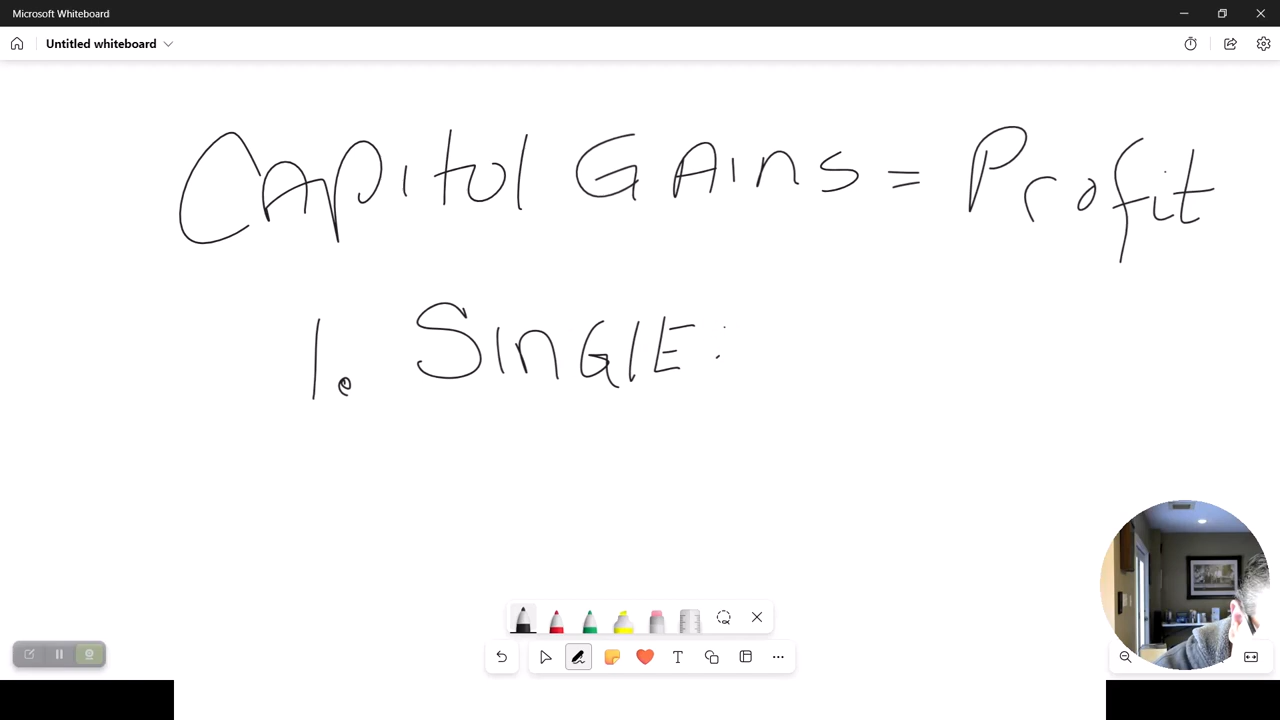 Microsoft Whiteboard
Untitled whiteboard
CApitol GAins = Profit
1. SinGlE: